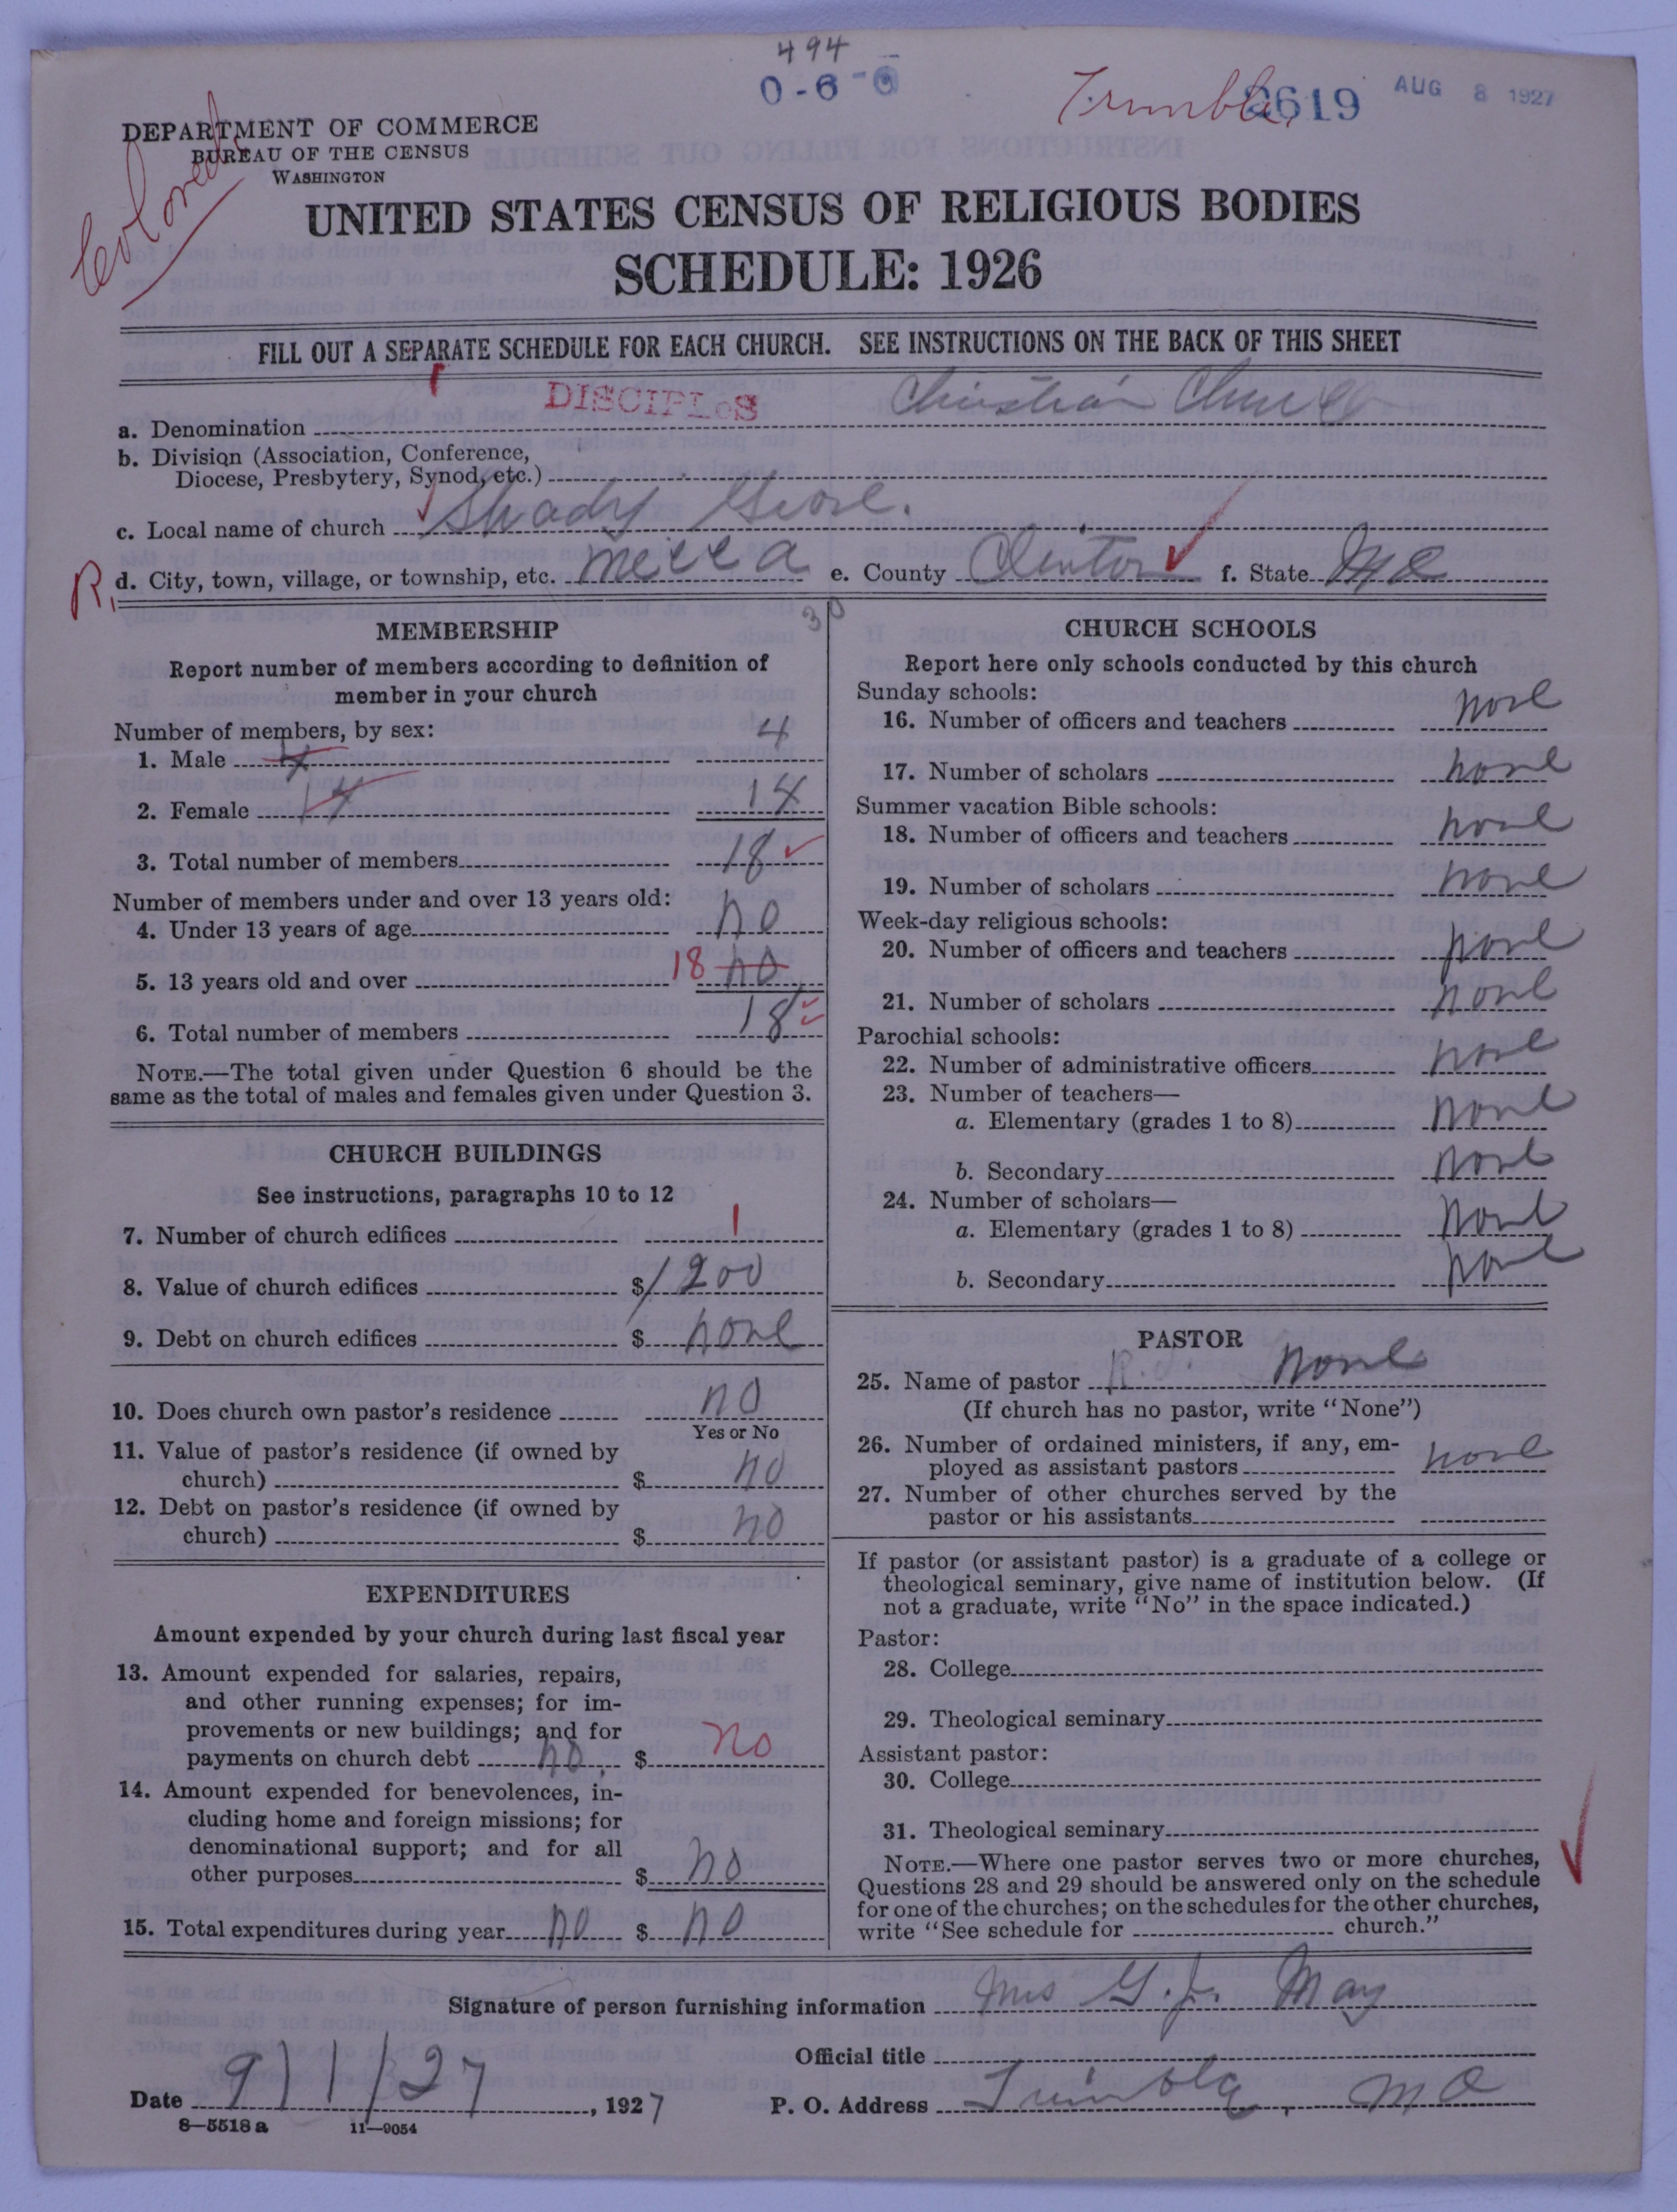 494
0-6-6
Trimble,
2619
AUG 8 1927
Colored
DEPARTMENT OF COMMERCE
BUREAU OF THE CENSUS
WASHINGTON
UNITED STATES CENSUS OF RELIGIOUS BODIES
SCHEDULE: 1926
FILL OUT A SEPARATE SCHEDULE FOR EACH CHURCH. SEE INSTRUCTIONS ON THE BACK OF THIS SHEET
a. Denomination DISCIPLES Christian Church
b. Division (Association, Conference,
Diocese, Presbytery, Synod, etc.)
c. Local name of church Shady Grove.
R, d. City, town, village, or township, etc. Mecca e. County Clinton f. State Mo
30
MEMBERSHIP
Report number of members according to definition of
member in your church
Number of members, by sex:
1. Male 4 4
2. Female 14 14
3. Total number of members 18
Number of members under and over 13 years old:
4. Under 13 years of age no
5. 13 years old and over 18 no
6. Total number of members 18
NOTE.—The total given under Question 6 should be the
same as the total of males and females given under Question 3.
CHURCH BUILDINGS
See instructions, paragraphs 10 to 12
7. Number of church edifices 1
8. Value of church edifices $ 1200
9. Debt on church edifices $ none
10. Does church own pastor's residence no
Yes or No
11. Value of pastor's residence (if owned by
church) $ no
12. Debt on pastor's residence (if owned by
church) $ no
EXPENDITURES
Amount expended by your church during last fiscal year
13. Amount expended for salaries, repairs,
and other running expenses; for im-
provements or new buildings; and for
payments on church debt no. $ no
14. Amount expended for benevolences, in-
cluding home and foreign missions; for
denominational support; and for all
other purposes $ no
15. Total expenditures during year no $ no
CHURCH SCHOOLS
Report here only schools conducted by this church
Sunday schools:
16. Number of officers and teachers none
17. Number of scholars none
Summer vacation Bible schools:
18. Number of officers and teachers none
19. Number of scholars none
Week-day religious schools:
20. Number of officers and teachers none
21. Number of scholars none
Parochial schools:
22. Number of administrative officers none
23. Number of teachers—
a. Elementary (grades 1 to 8) none
b. Secondary none
24. Number of scholars—
a. Elementary (grades 1 to 8) none
b. Secondary none
PASTOR
25. Name of pastor none
(If church has no pastor, write "None")
26. Number of ordained ministers, if any, em-
ployed as assistant pastors none
27. Number of other churches served by the
pastor or his assistants
If pastor (or assistant pastor) is a graduate of a college or
theological seminary, give name of institution below. (If
not a graduate, write "No" in the space indicated.)
Pastor:
28. College
29. Theological seminary
Assistant pastor:
30. College
31. Theological seminary
NOTE.—Where one pastor serves two or more churches,
Questions 28 and 29 should be answered only on the schedule
for one of the churches; on the schedules for the other churches,
write "See schedule for church."
Signature of person furnishing information Mrs G. J. May
Official title
Date 9/1/27, 1927 P. O. Address Trimble, Mo
8—5518 a 11—9054